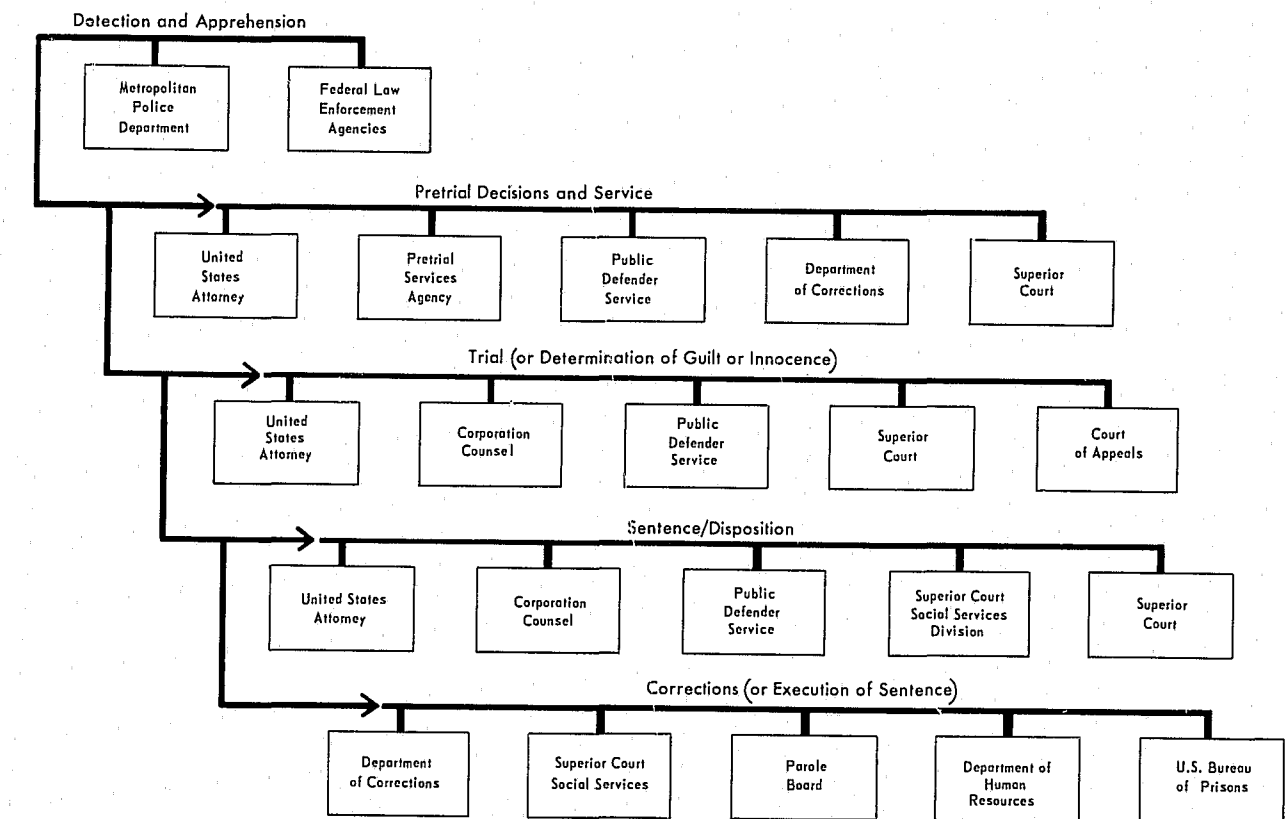 Detection and Apprehension
Metropolitan
Police
Department
Federal Law
Enforcement
Agencies
Pretrial Decisions and Service
United
States
Attorney
Pretrial
Services
Agency
Public
Defender
Service
Department
of Corrections
Superior
Court
Trial (or Determination of Guilt or Innocence)
United
States
Attorney
Corporation
Counsel
Public
Defender
Service
Superior
Court
Court
of Appeals
Sentence/Disposition
United States
Attorney
Corporation
Counsel
Public
Defender
Service
Superior Court
Social Services
Division
Superior
Court
Corrections (or Execution of Sentence)
Department
of Corrections
Superior Court
Social Services
Parole
Board
Department of
Human
Resources
U.S. Bureau
of Prisons